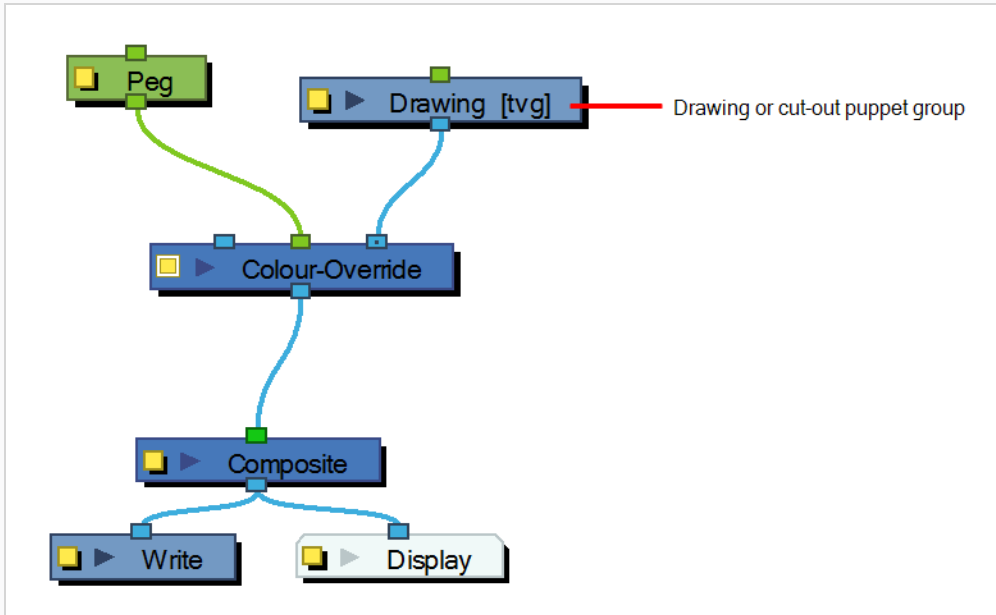 Peg
Drawing [tvg]
Drawing or cut-out puppet group
Colour-Override
Composite
Write
Display